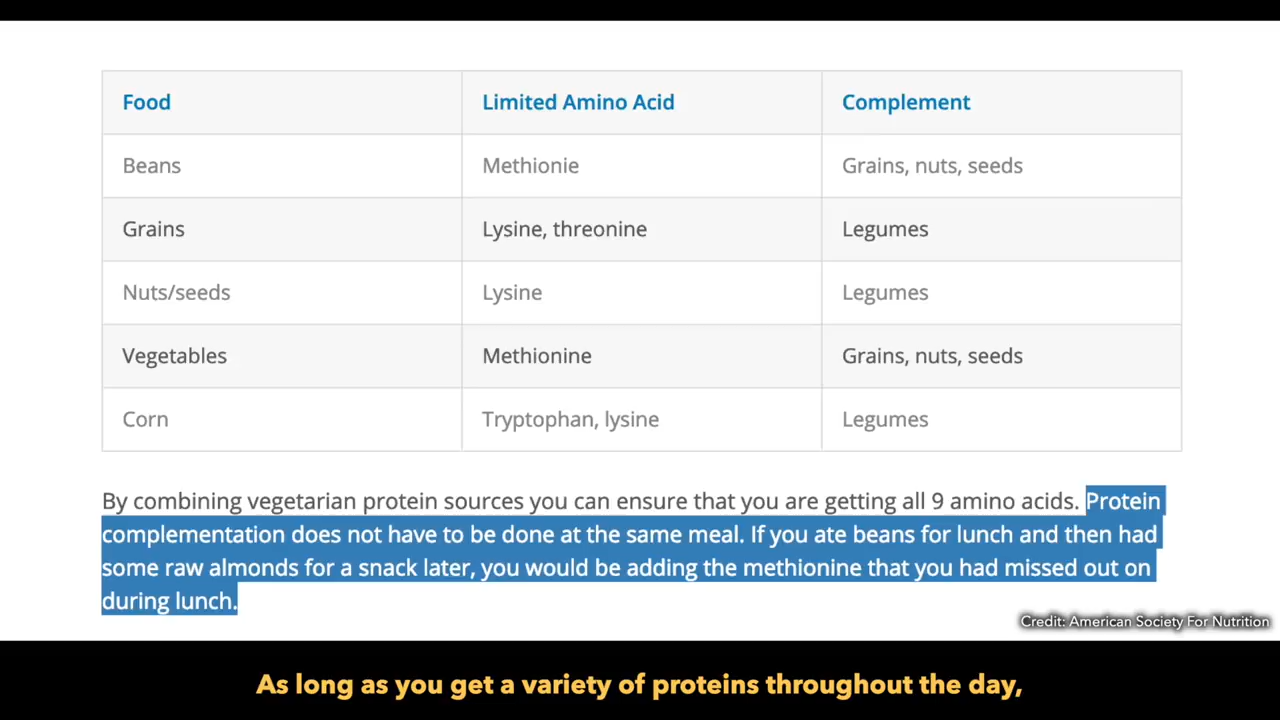 Food Limited Amino Acid Complement
Beans Methionie Grains, nuts, seeds
Grains Lysine, threonine Legumes
Nuts/seeds Lysine Legumes
Vegetables Methionine Grains, nuts, seeds
Corn Tryptophan, lysine Legumes
By combining vegetarian protein sources you can ensure that you are getting all 9 amino acids. Protein
complementation does not have to be done at the same meal. If you ate beans for lunch and then had
some raw almonds for a snack later, you would be adding the methionine that you had missed out on
during lunch.
Credit: American Society For Nutrition
As long as you get a variety of proteins throughout the day,